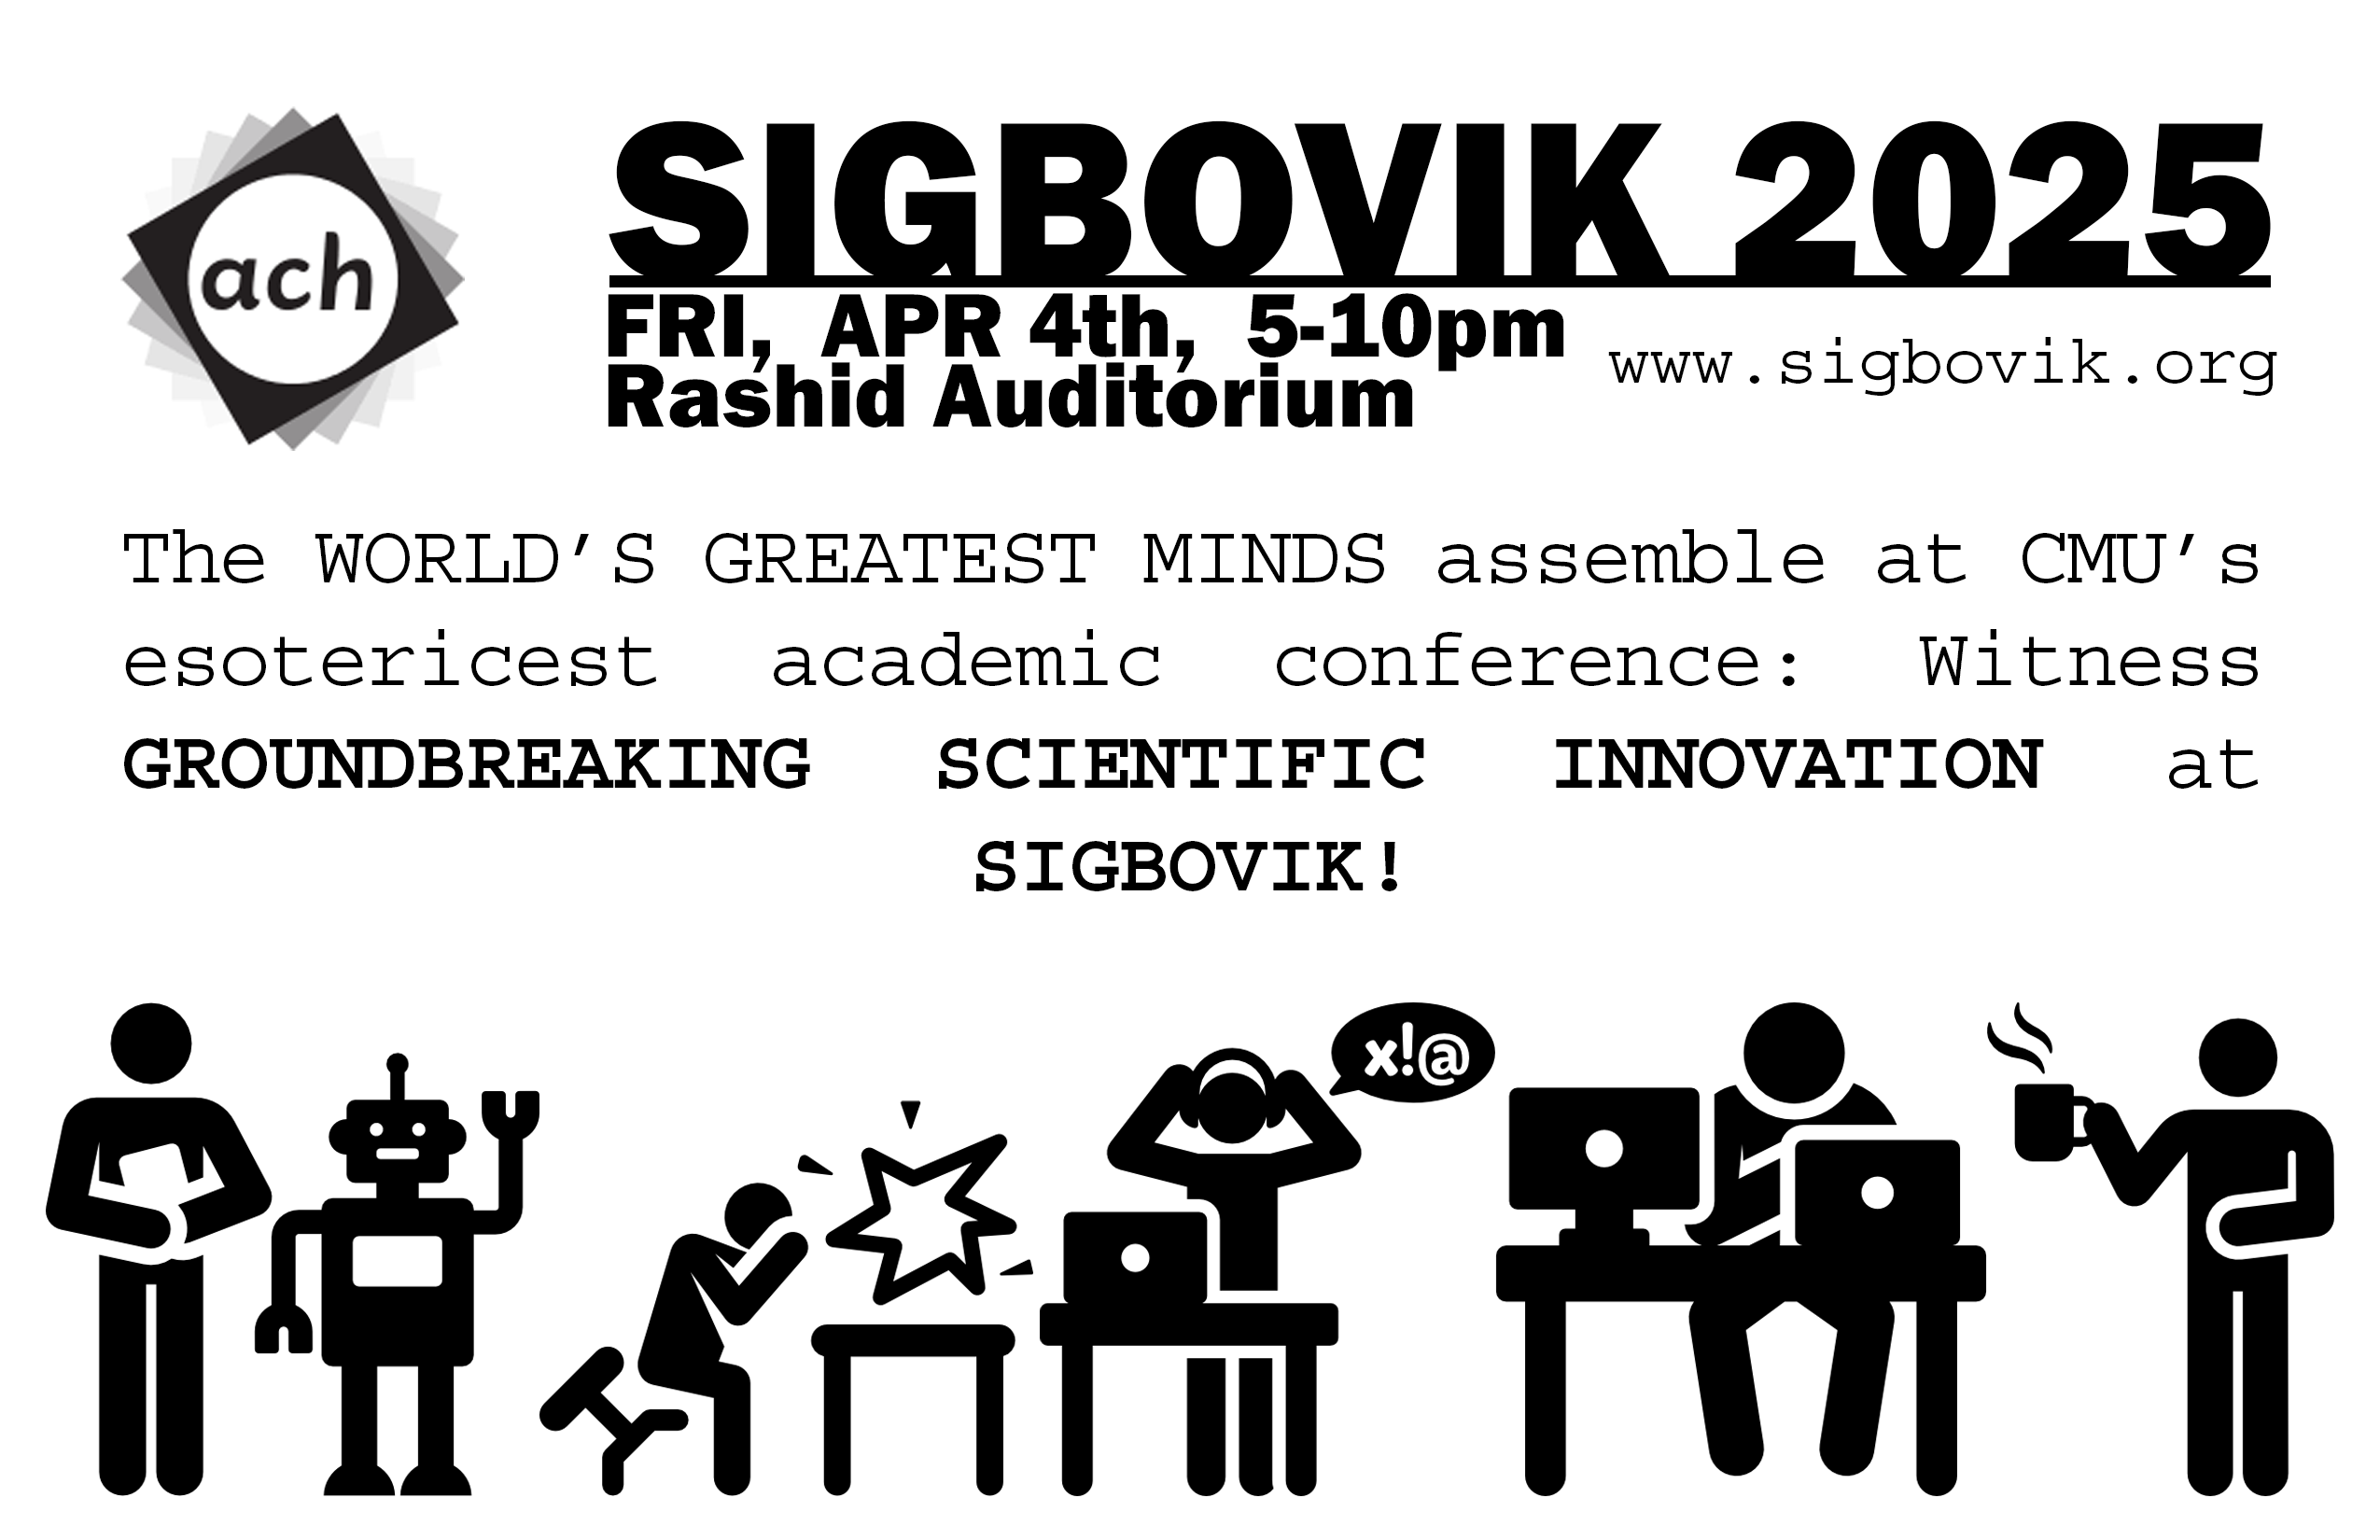 ach
SIGBOVIK 2025
FRI, APR 4th, 5-10pm
Rashid Auditorium
www.sigbovik.org
The WORLD’S GREATEST MINDS assemble at CMU’s
esotericest academic conference: Witness
GROUNDBREAKING SCIENTIFIC INNOVATION at
SIGBOVIK!
x!@